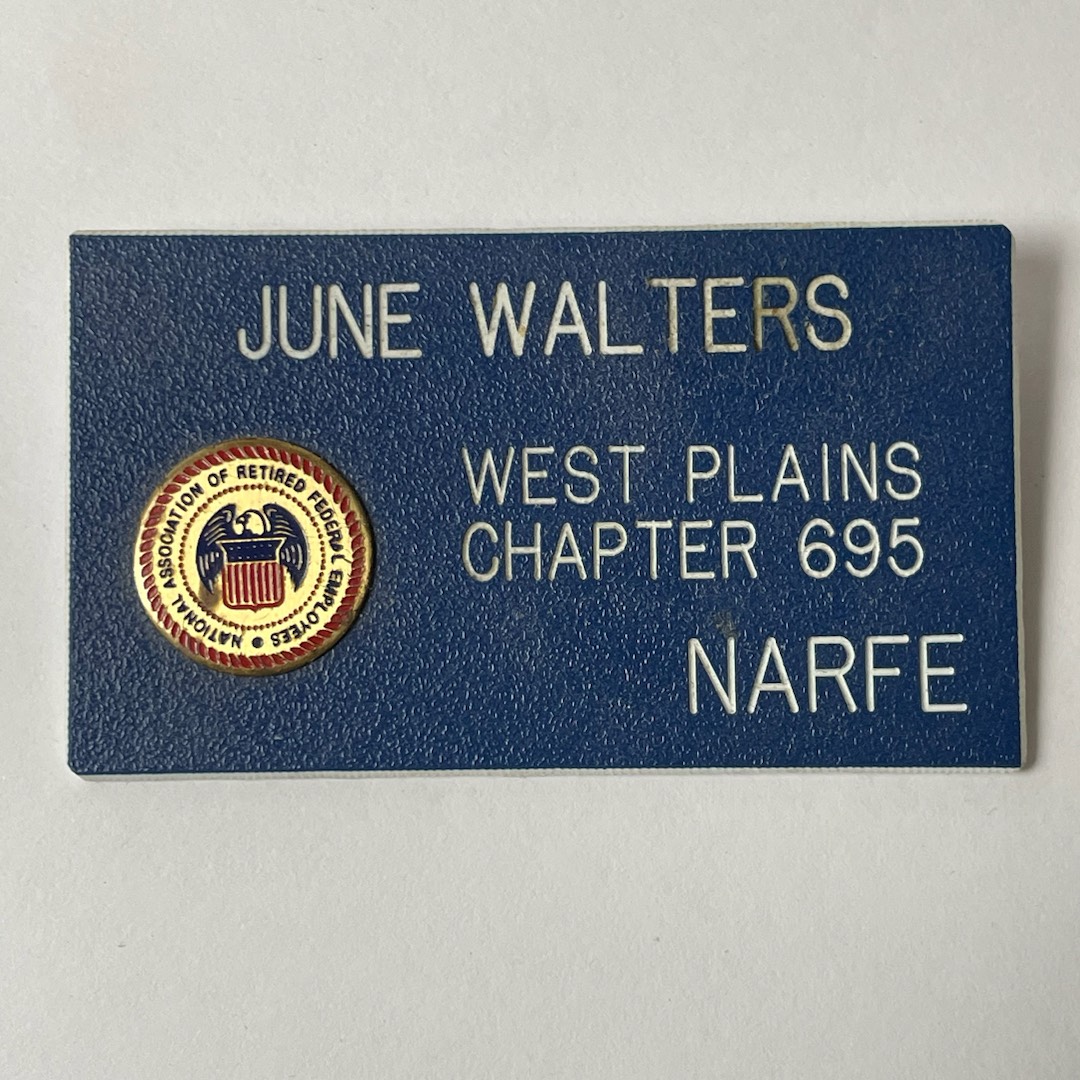 JUNE WALTERS
WEST PLAINS
CHAPTER 695
NARFE
NATIONAL ASSOCIATION OF RETIRED FEDERAL EMPLOYEES